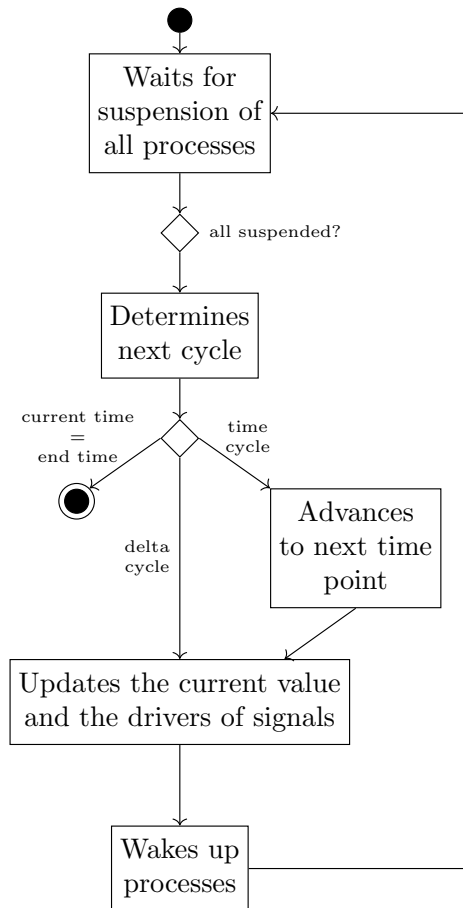 Waits for
suspension of
all processes
all suspended?
Determines
next cycle
current time
=
end time
time
cycle
delta
cycle
Advances
to next time
point
Updates the current value
and the drivers of signals
Wakes up
processes